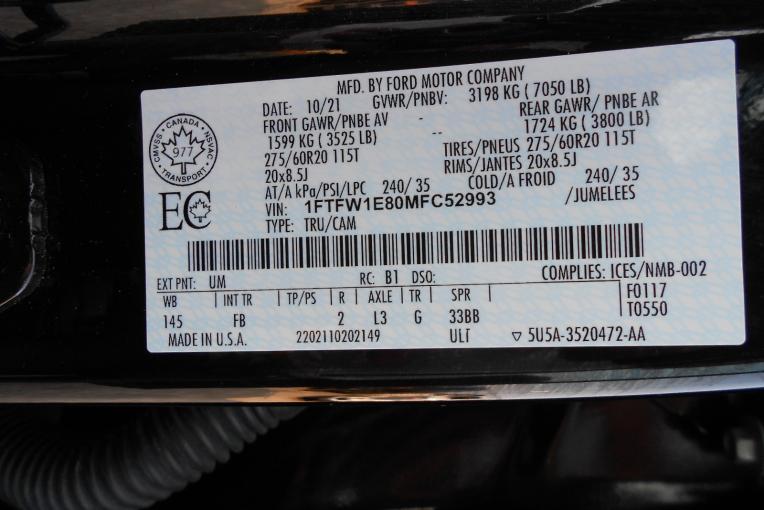 MFD. BY FORD MOTOR COMPANY
DATE: 10/21 GVWR/PNBV: 3198 KG ( 7050 LB)
FRONT GAWR/PNBE AV - REAR GAWR/ PNBE AR
1599 KG ( 3525 LB) -- 1724 KG ( 3800 LB)
275/60R20 115T TIRES/PNEUS 275/60R20 115T
20x8.5J RIMS/JANTES 20x8.5J
AT/A kPa/PSI/LPC 240/ 35 COLD/A FROID 240/ 35
VIN: 1FTFW1E80MFC52993 /JUMELEES
TYPE: TRU/CAM
CMVSS • CANADA • NSVAC
977
TRANSPORT
EC
EXT PNT: UM RC: B1 DSO: COMPLIES: ICES/NMB-002
WB INT TR TP/PS R AXLE TR SPR F0117
145 FB 2 L3 G 33BB T0550
MADE IN U.S.A. 2202110202149 ULT ▽ 5U5A-3520472-AA